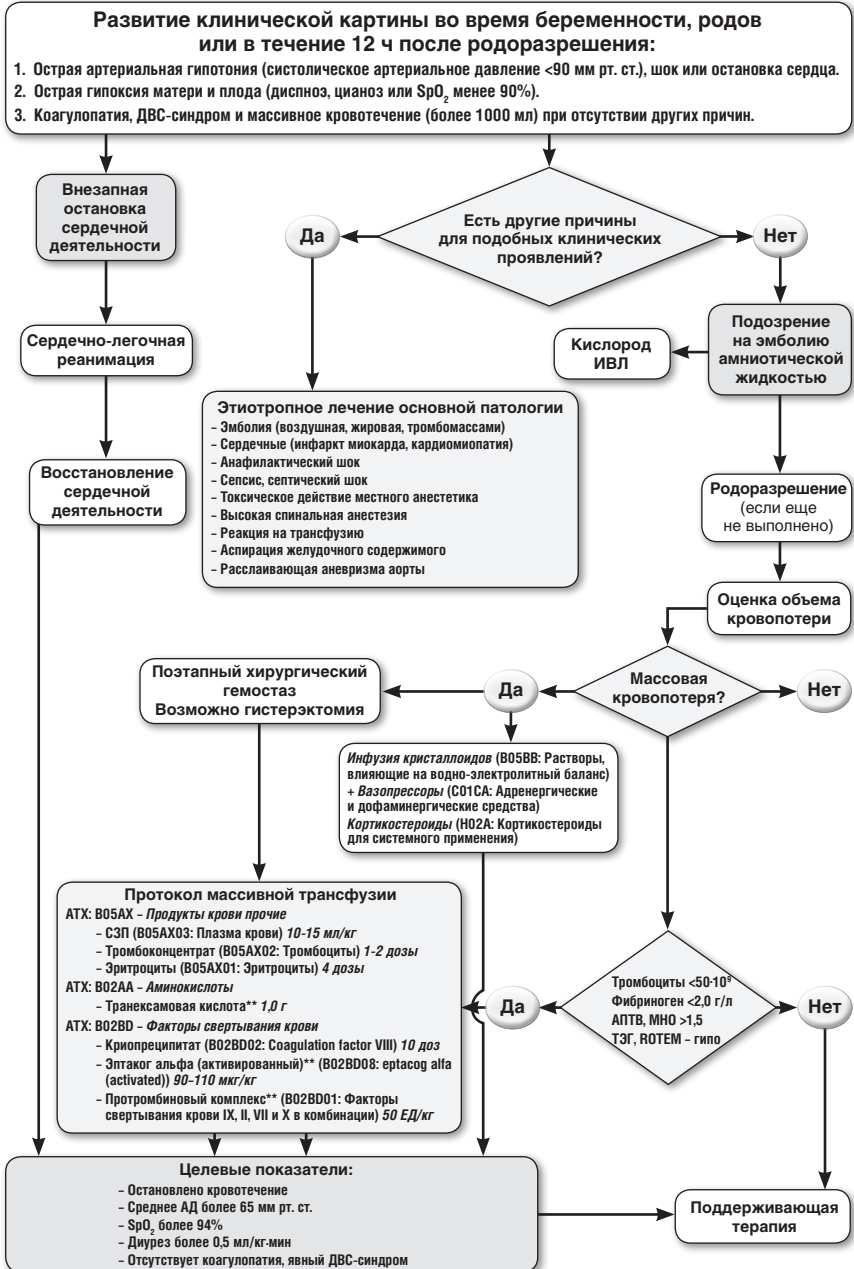 Развитие клинической картины во время беременности, родов
или в течение 12 ч после родоразрешения:
1. Острая артериальная гипотония (систолическое артериальное давление <90 мм рт. ст.), шок или остановка сердца.
2. Острая гипоксия матери и плода (диспноэ, цианоз или SpO₂ менее 90%).
3. Коагулопатия, ДВС-синдром и массивное кровотечение (более 1000 мл) при отсутствии других причин.
Внезапная
остановка
сердечной
деятельности
Есть другие причины
для подобных клинических
проявлений?
Да
Нет
Сердечно-легочная
реанимация
Кислород
ИВЛ
Подозрение
на эмболию
амниотической
жидкостью
Этиотропное лечение основной патологии
– Эмболия (воздушная, жировая, тромбомассами)
– Сердечные (инфаркт миокарда, кардиомиопатия)
– Анафилактический шок
– Сепсис, септический шок
– Токсическое действие местного анестетика
– Высокая спинальная анестезия
– Реакция на трансфузию
– Аспирация желудочного содержимого
– Расслаивающая аневризма аорты
Восстановление
сердечной
деятельности
Родоразрешение
(если еще
не выполнено)
Оценка объема
кровопотери
Поэтапный хирургический
гемостаз
Возможно гистерэктомия
Да
Массовая
кровопотеря?
Нет
Инфузия кристаллоидов (B05BB: Растворы,
влияющие на водно-электролитный баланс)
+ Вазопрессоры (C01CA: Адренергические
и дофаминергические средства)
Кортикостероиды (H02A: Кортикостероиды
для системного применения)
Протокол массивной трансфузии
АТХ: B05AX – Продукты крови прочие
– СЗП (B05AX03: Плазма крови) 10-15 мл/кг
– Тромбоконцентрат (B05AX02: Тромбоциты) 1-2 дозы
– Эритроциты (B05AX01: Эритроциты) 4 дозы
АТХ: B02AA – Аминокислоты
– Транексамовая кислота** 1,0 г
АТХ: B02BD – Факторы свертывания крови
– Криопреципитат (B02BD02: Coagulation factor VIII) 10 доз
– Эптаког альфа (активированный)** (B02BD08: eptacog alfa
(activated)) 90–110 мкг/кг
– Протромбиновый комплекс** (B02BD01: Факторы
свертывания крови IX, II, VII и X в комбинации) 50 ЕД/кг
Да
Тромбоциты <50·10⁹
Фибриноген <2,0 г/л
АПТВ, МНО >1,5
ТЭГ, ROTEM – гипо
Нет
Целевые показатели:
– Остановлено кровотечение
– Среднее АД более 65 мм рт. ст.
– SpO₂ более 94%
– Диурез более 0,5 мл/кг·мин
– Отсутствует коагулопатия, явный ДВС-синдром
Поддерживающая
терапия